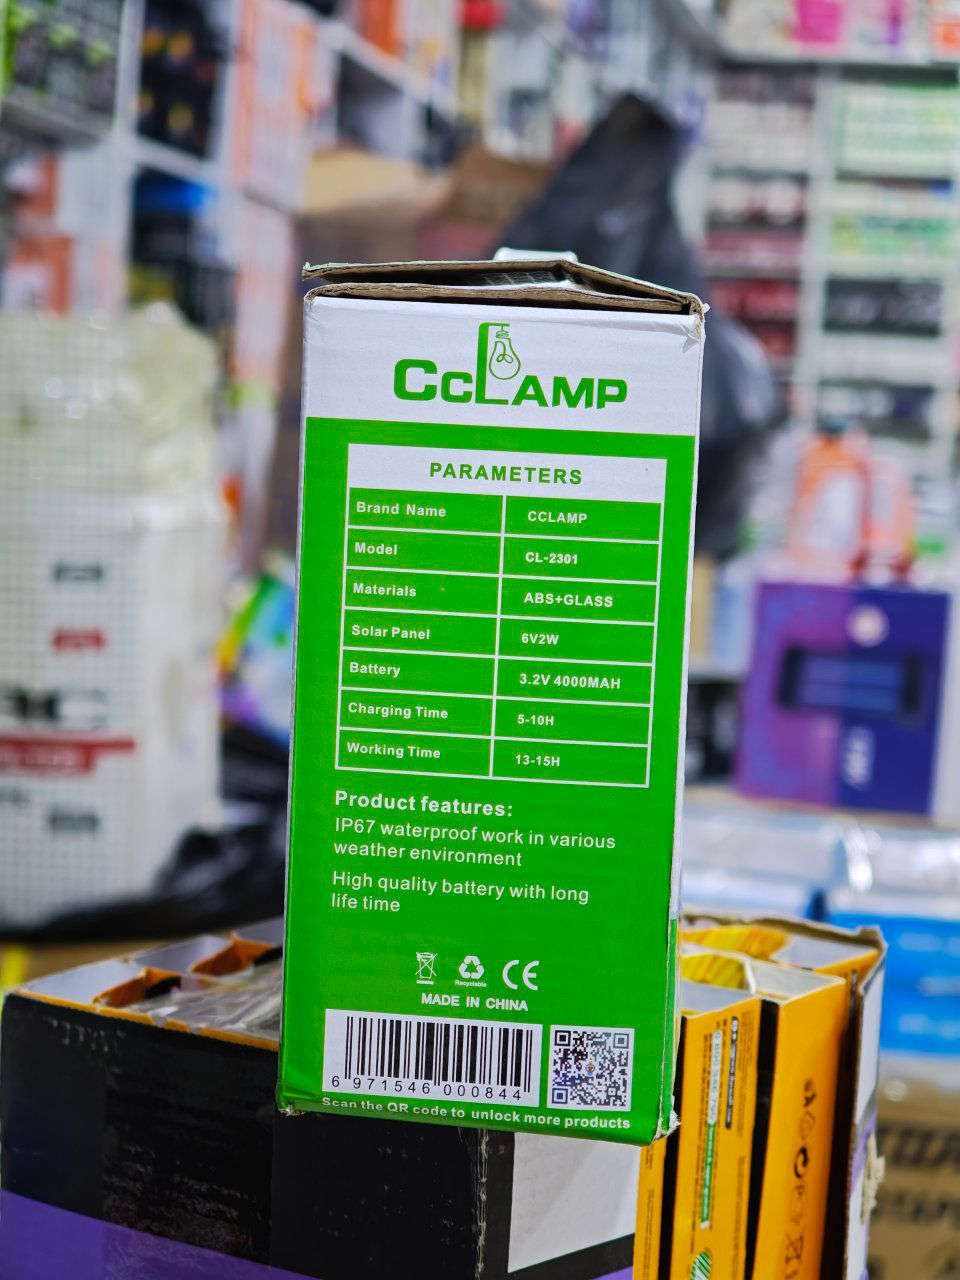 CCLAMP
PARAMETERS
Brand Name CCLAMP
Model CL-2301
Materials ABS+GLASS
Solar Panel 6V2W
Battery 3.2V 4000MAH
Charging Time 5-10H
Working Time 13-15H
Product features:
IP67 waterproof work in various
weather environment
High quality battery with long
life time
Recyclable
CE
MADE IN CHINA
6 971546 000844
Scan the QR code to unlock more products